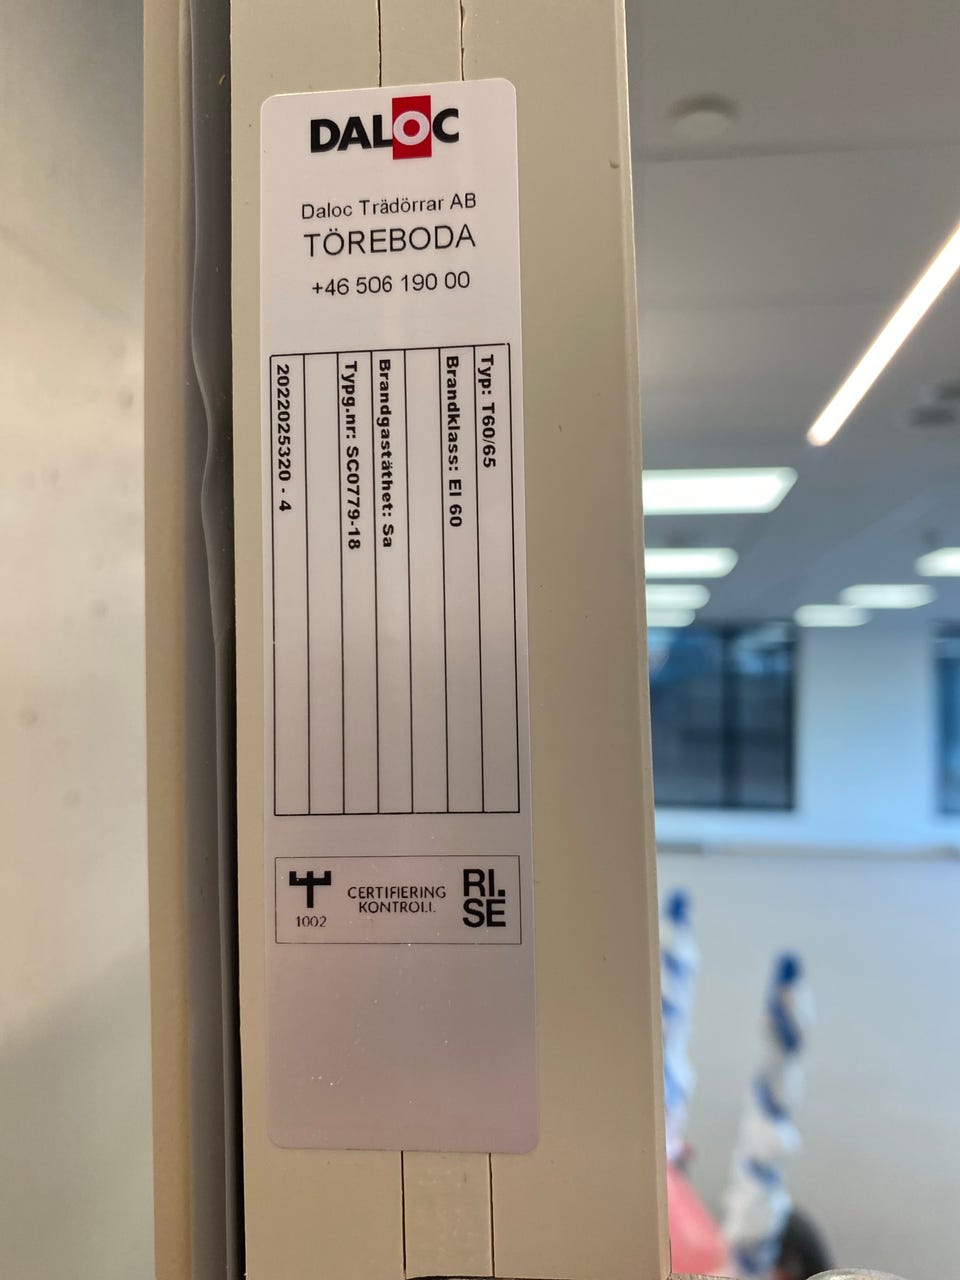 DALOC
Daloc Trädörrar AB
TÖREBODA
+46 506 190 00
Typ: T60/65
Brandklass: EI 60
Brandgastäthet: Sa
Typg.nr: SC0779-18
2022025320 - 4
1002
CERTIFIERING
KONTROLL
RI.
SE